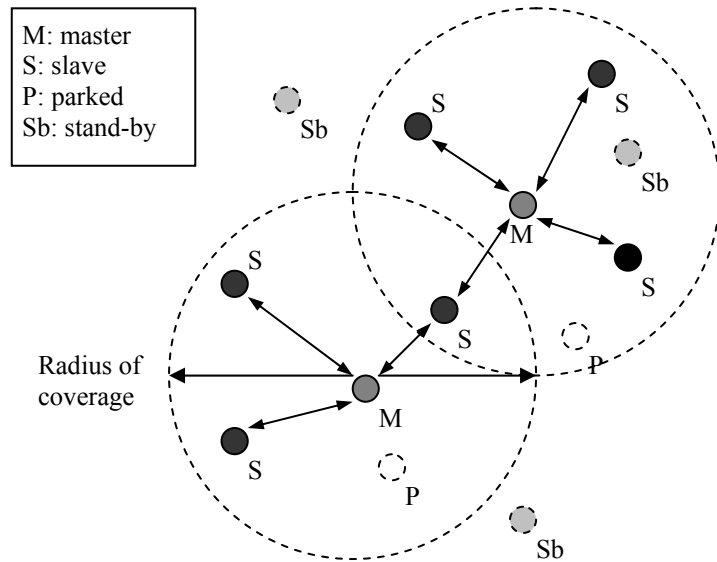 M: master
S: slave
P: parked
Sb: stand-by
S
S
Sb
Sb
M
S
S
S
P
Radius of
coverage
M
S
P
Sb